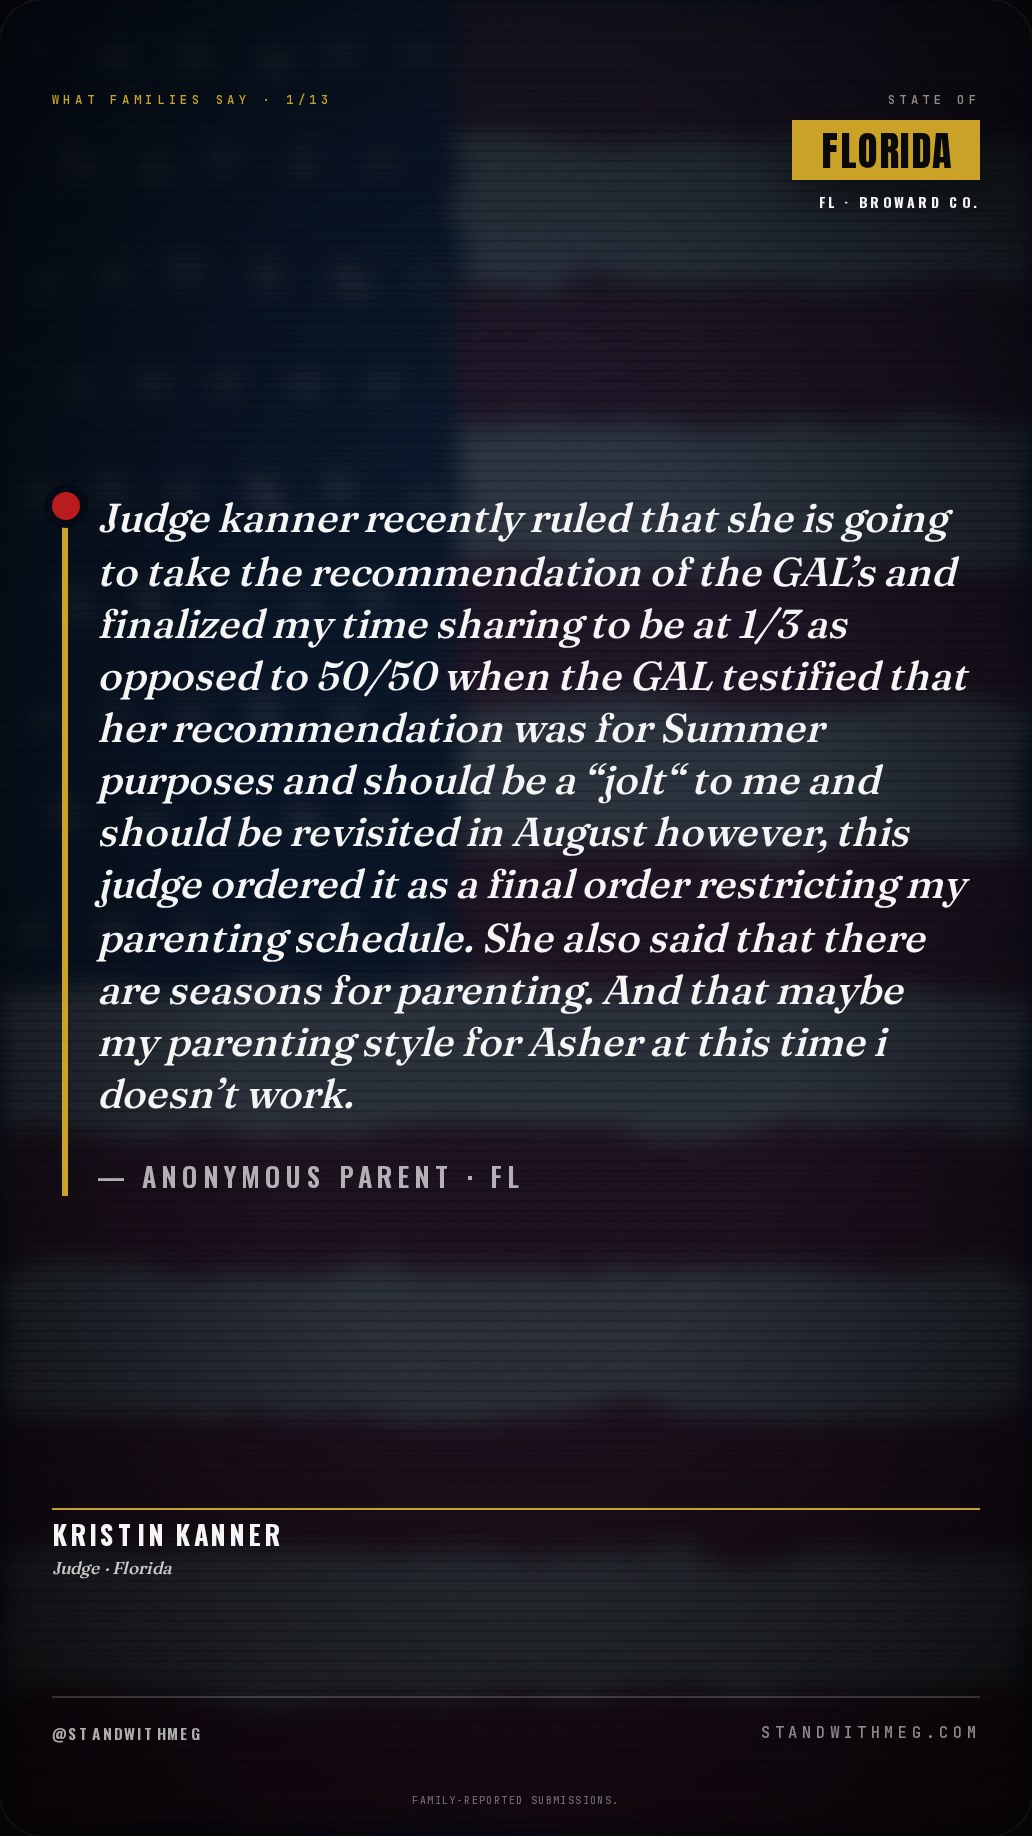 WHAT FAMILIES SAY · 1/13
STATE OF
FLORIDA
FL · BROWARD CO.
Judge kanner recently ruled that she is going
to take the recommendation of the GAL’s and
finalized my time sharing to be at 1/3 as
opposed to 50/50 when the GAL testified that
her recommendation was for Summer
purposes and should be a “jolt“ to me and
should be revisited in August however, this
judge ordered it as a final order restricting my
parenting schedule. She also said that there
are seasons for parenting. And that maybe
my parenting style for Asher at this time i
doesn’t work.
— ANONYMOUS PARENT · FL
KRISTIN KANNER
Judge · Florida
@STANDWITHMEG
STANDWITHMEG.COM
FAMILY-REPORTED SUBMISSIONS.